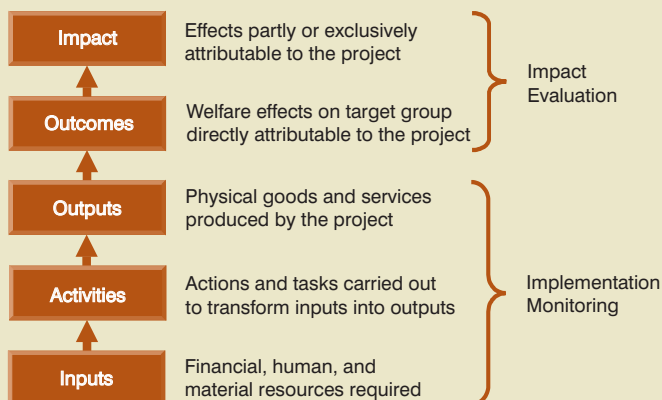 Impact
Effects partly or exclusively
attributable to the project
Impact
Evaluation
Outcomes
Welfare effects on target group
directly attributable to the project
Outputs
Physical goods and services
produced by the project
Activities
Actions and tasks carried out
to transform inputs into outputs
Implementation
Monitoring
Inputs
Financial, human, and
material resources required